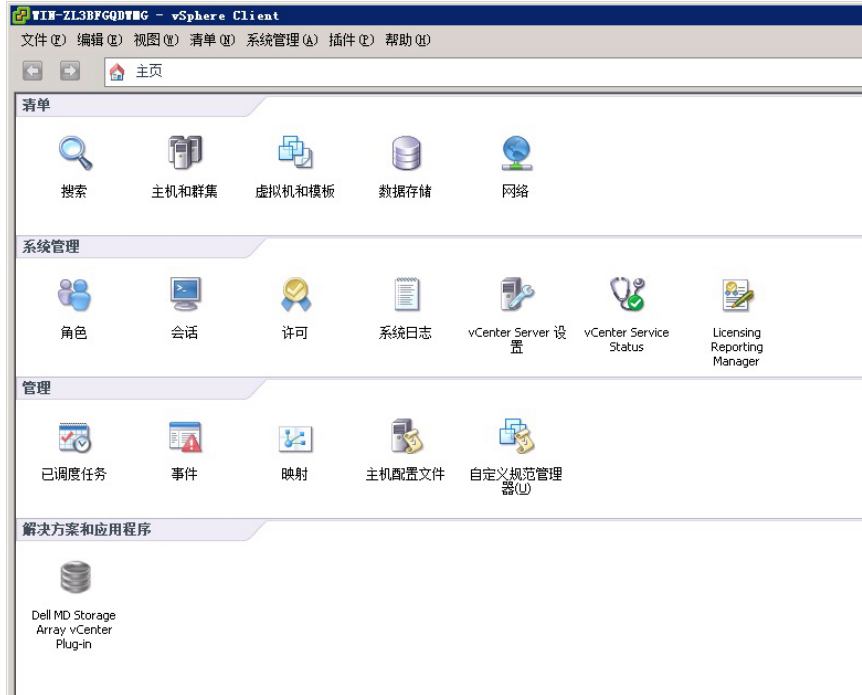 WIN-ZL3BFGQDTMG - vSphere Client
文件(F) 编辑(E) 视图(W) 清单(N) 系统管理(A) 插件(P) 帮助(H)
主页
清单
搜索 主机和群集 虚拟机和模板 数据存储 网络
系统管理
角色 会话 许可 系统日志 vCenter Server 设置 vCenter Service Status Licensing Reporting Manager
管理
已调度任务 事件 映射 主机配置文件 自定义规范管理器(U)
解决方案和应用程序
Dell MD Storage
Array vCenter
Plug-in